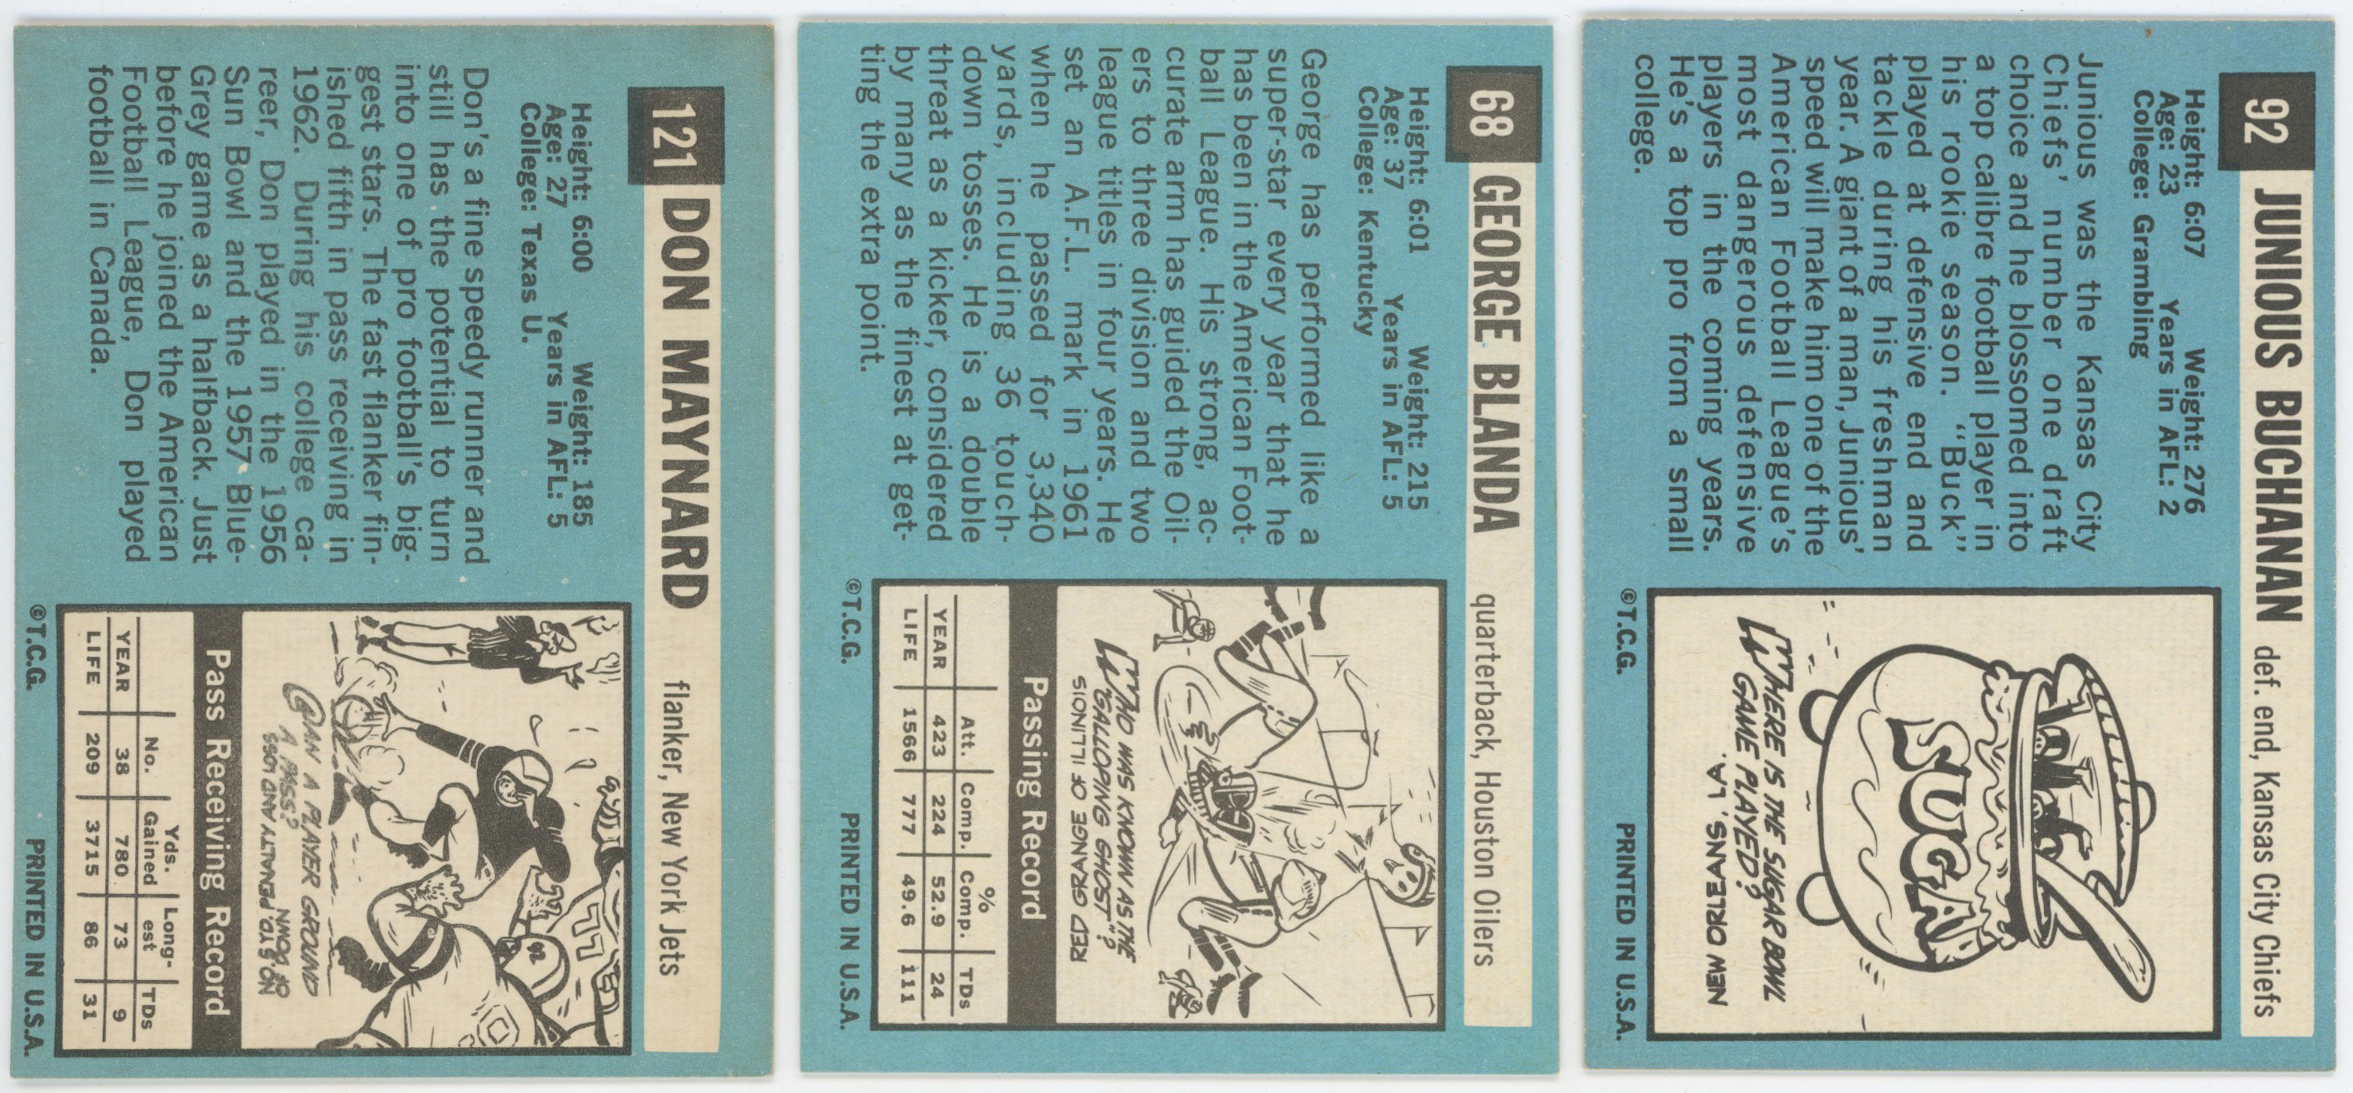 121 DON MAYNARD flanker, New York Jets
Height: 6:00 Weight: 185
Age: 27 Years in AFL: 5
College: Texas U.
Don's a fine speedy runner and
still has the potential to turn
into one of pro football's big-
gest stars. The fast flanker fin-
ished fifth in pass receiving in
1962. During his college ca-
reer, Don played in the 1956
Sun Bowl and the 1957 Blue-
Grey game as a halfback. Just
before he joined the American
Football League, Don played
football in Canada.
CAN A PLAYER GROUND
A PASS?
NO. 5 YD. PENALTY AND LOSS
OF DOWN
Pass Receiving Record
No. Yds. Gained Long-est TDs
YEAR 38 780 73 9
LIFE 209 3715 86 31
©T.C.G. PRINTED IN U.S.A.
68 GEORGE BLANDA quarterback, Houston Oilers
Height: 6:01 Weight: 215
Age: 37 Years in AFL: 5
College: Kentucky
George has performed like a
super-star every year that he
has been in the American Foot-
ball League. His strong, ac-
curate arm has guided the Oil-
ers to three division and two
league titles in four years. He
set an A.F.L. mark in 1961
when he passed for 3,340
yards, including 36 touch-
down tosses. He is a double
threat as a kicker, considered
by many as the finest at get-
ting the extra point.
WHO WAS KNOWN AS THE
"GALLOPING GHOST"?
RED GRANGE OF ILLINOIS
Passing Record
Att. Comp. % Comp. TDs
YEAR 423 224 52.9 24
LIFE 1566 777 49.6 111
©T.C.G. PRINTED IN U.S.A.
92 JUNIOUS BUCHANAN def. end, Kansas City Chiefs
Height: 6:07 Weight: 276
Age: 23 Years in AFL: 2
College: Grambling
Junious was the Kansas City
Chiefs' number one draft
choice and he blossomed into
a top calibre football player in
his rookie season. "Buck"
played at defensive end and
tackle during his freshman
year. A giant of a man, Junious'
speed will make him one of the
American Football League's
most dangerous defensive
players in the coming years.
He's a top pro from a small
college.
SUGAR
WHERE IS THE SUGAR BOWL
GAME PLAYED?
NEW ORLEANS, LA.
©T.C.G. PRINTED IN U.S.A.